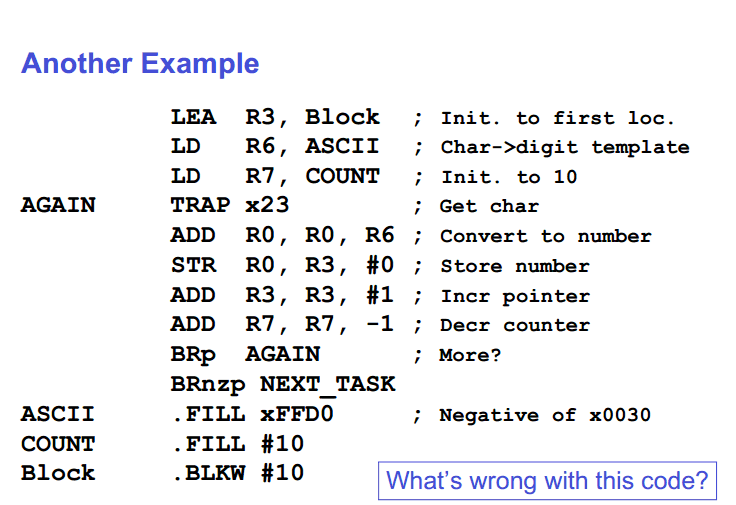 Another Example
LEA R3, Block ; Init. to first loc.
LD R6, ASCII ; Char->digit template
LD R7, COUNT ; Init. to 10
AGAIN TRAP x23 ; Get char
ADD R0, R0, R6 ; Convert to number
STR R0, R3, #0 ; Store number
ADD R3, R3, #1 ; Incr pointer
ADD R7, R7, -1 ; Decr counter
BRp AGAIN ; More?
BRnzp NEXT_TASK
ASCII .FILL xFFD0 ; Negative of x0030
COUNT .FILL #10
Block .BLKW #10
What's wrong with this code?